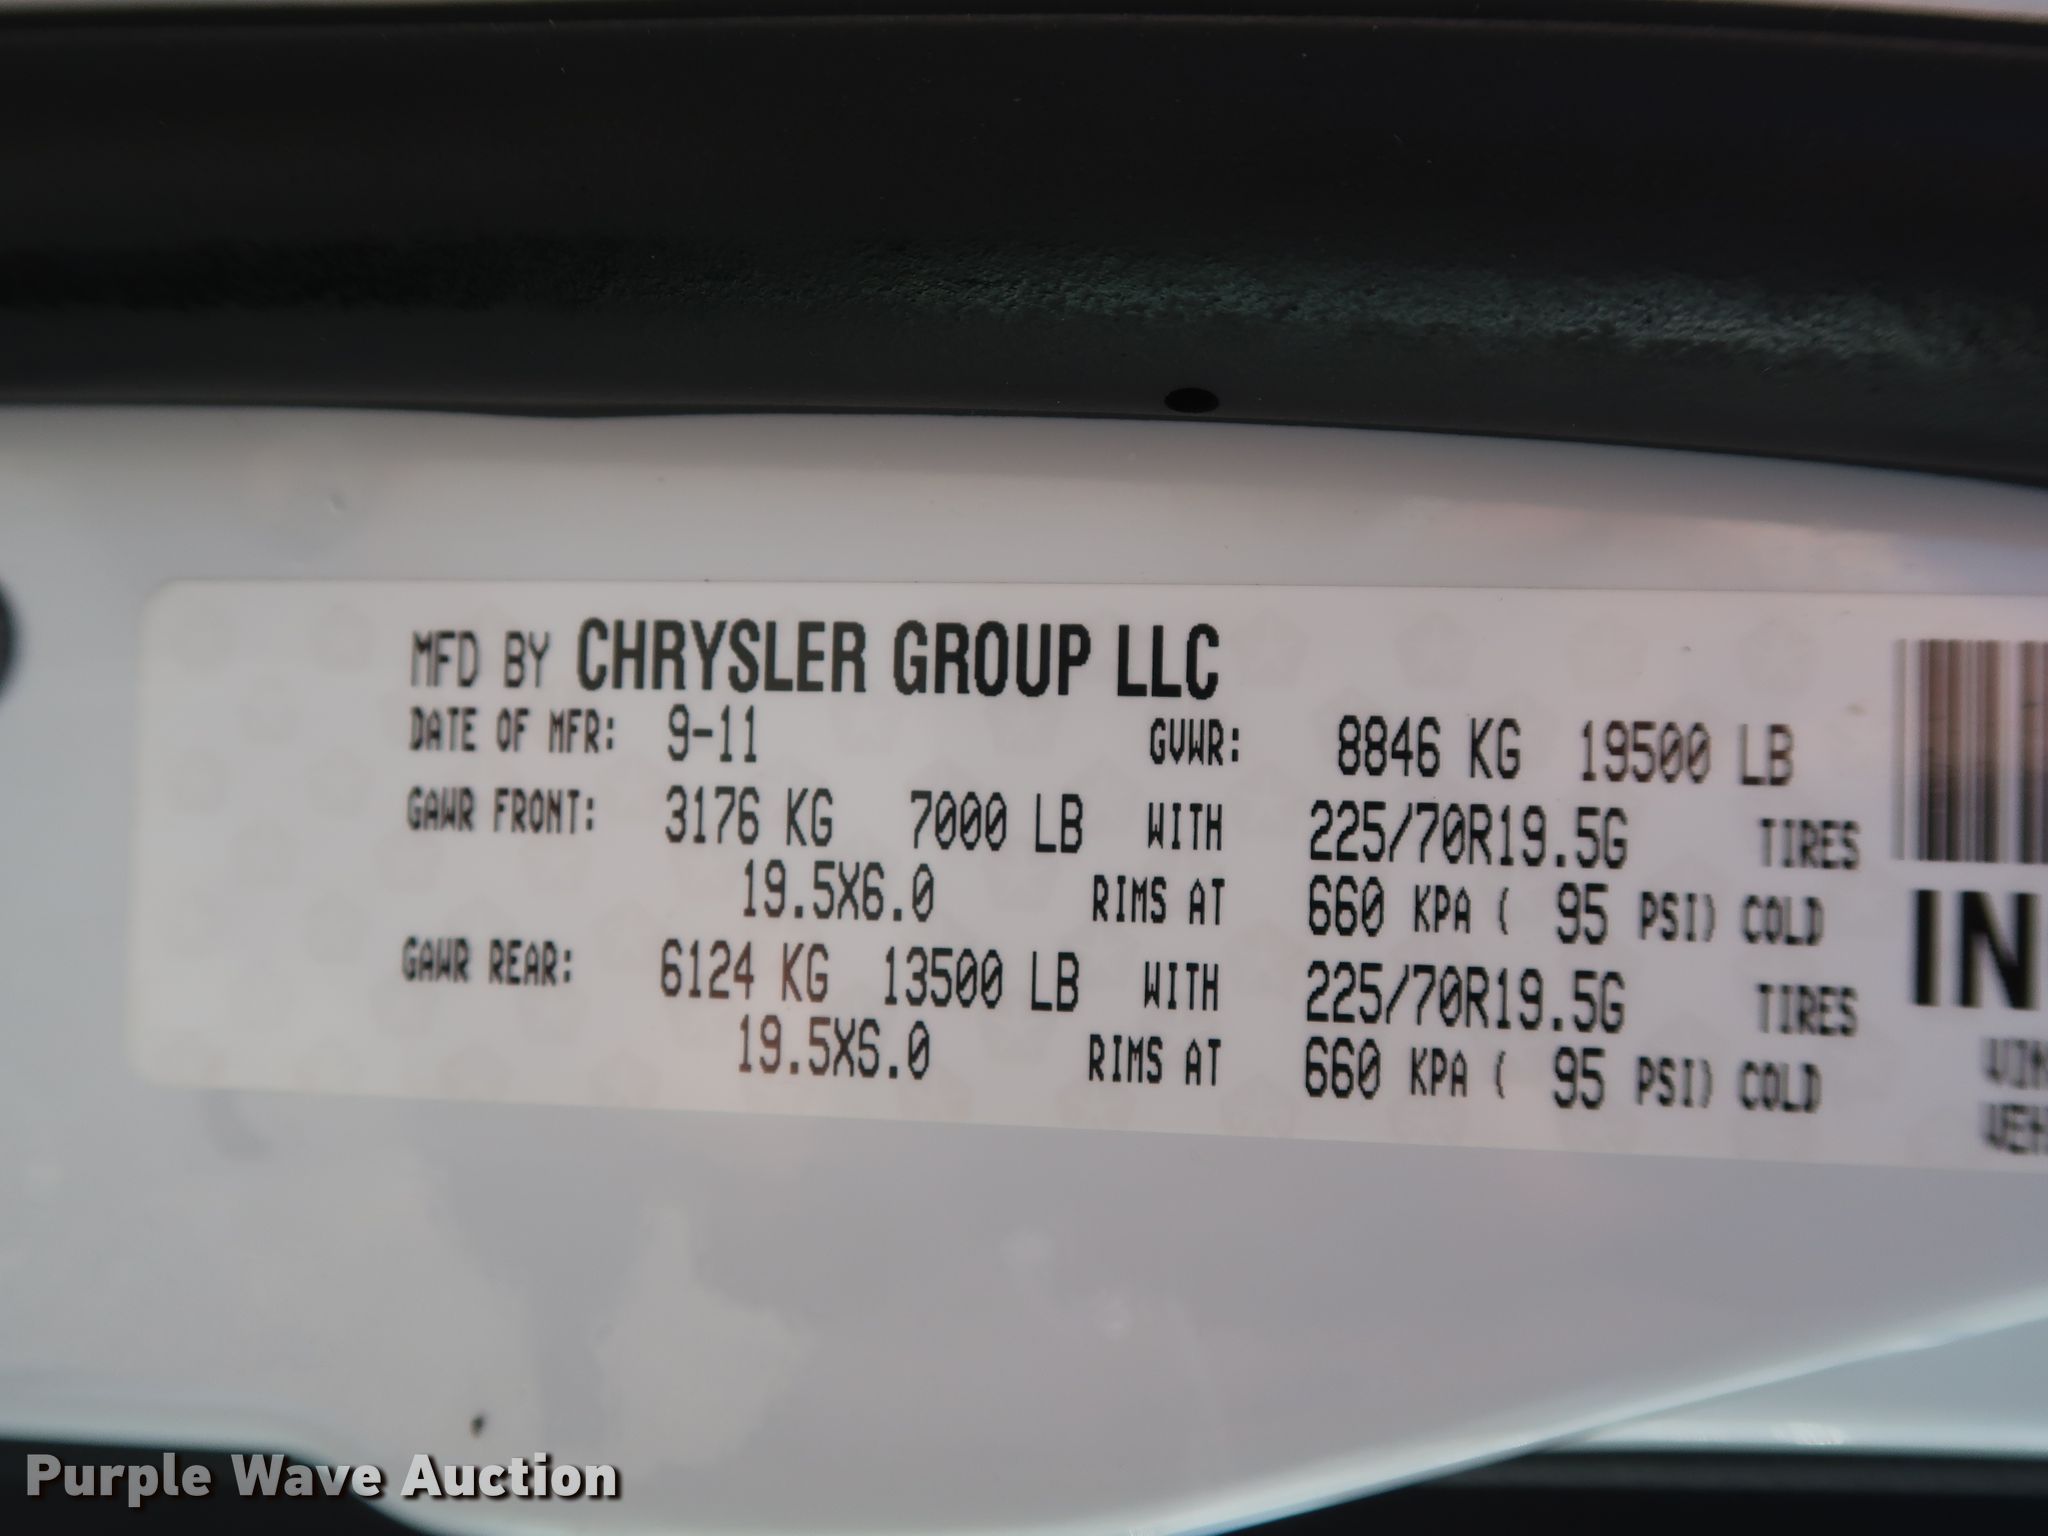 MFD BY CHRYSLER GROUP LLC
DATE OF MFR: 9-11 GVWR: 8846 KG 19500 LB
GAWR FRONT: 3176 KG 7000 LB WITH 225/70R19.5G TIRES
19.5X6.0 RIMS AT 660 KPA ( 95 PSI) COLD
GAWR REAR: 6124 KG 13500 LB WITH 225/70R19.5G TIRES
19.5X6.0 RIMS AT 660 KPA ( 95 PSI) COLD
IN
VIN
VEH
Purple Wave Auction